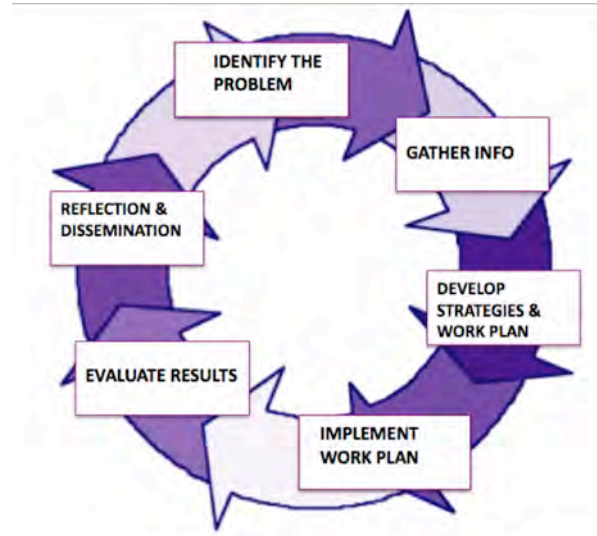 IDENTIFY THE
PROBLEM
GATHER INFO
DEVELOP
STRATEGIES &
WORK PLAN
IMPLEMENT
WORK PLAN
EVALUATE RESULTS
REFLECTION &
DISSEMINATION